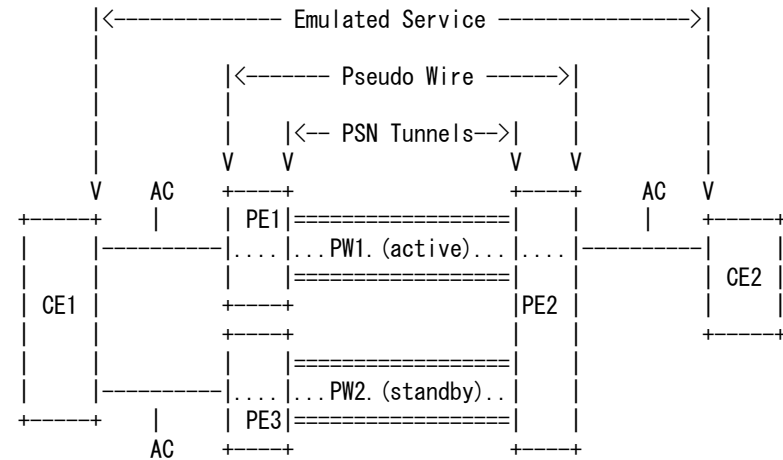 |<-------------- Emulated Service ---------------->|
|<------- Pseudo Wire ------>|
|<-- PSN Tunnels-->|
V V V V
V AC +----+ +----+ AC V
+-----+ | | PE1|==================| | | +-----+
| |----------|....|...PW1.(active)...|....|----------| |
| | | |==================| | | CE2 |
| CE1 | +----+ |PE2 | | |
| | +----+ | | +-----+
| | | |==================| |
| |----------|....|...PW2.(standby)..| |
+-----+ | | PE3|==================| |
AC +----+ +----+